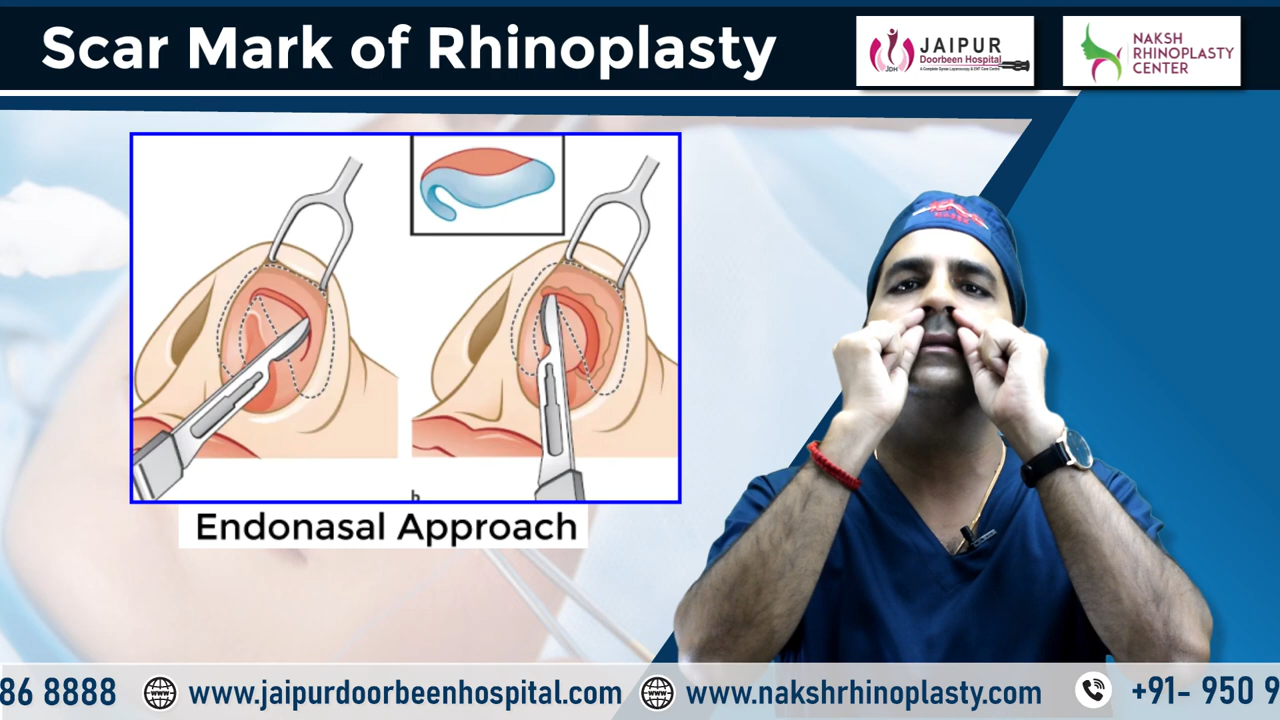 Scar Mark of Rhinoplasty
JAIPUR
Doorbeen Hospital
JDH
NAKSH
RHINOPLASTY
CENTER
h
Endonasal Approach
86 8888 www.jaipurdoorbeenhospital.com www.nakshrhinoplasty.com +91- 950 9